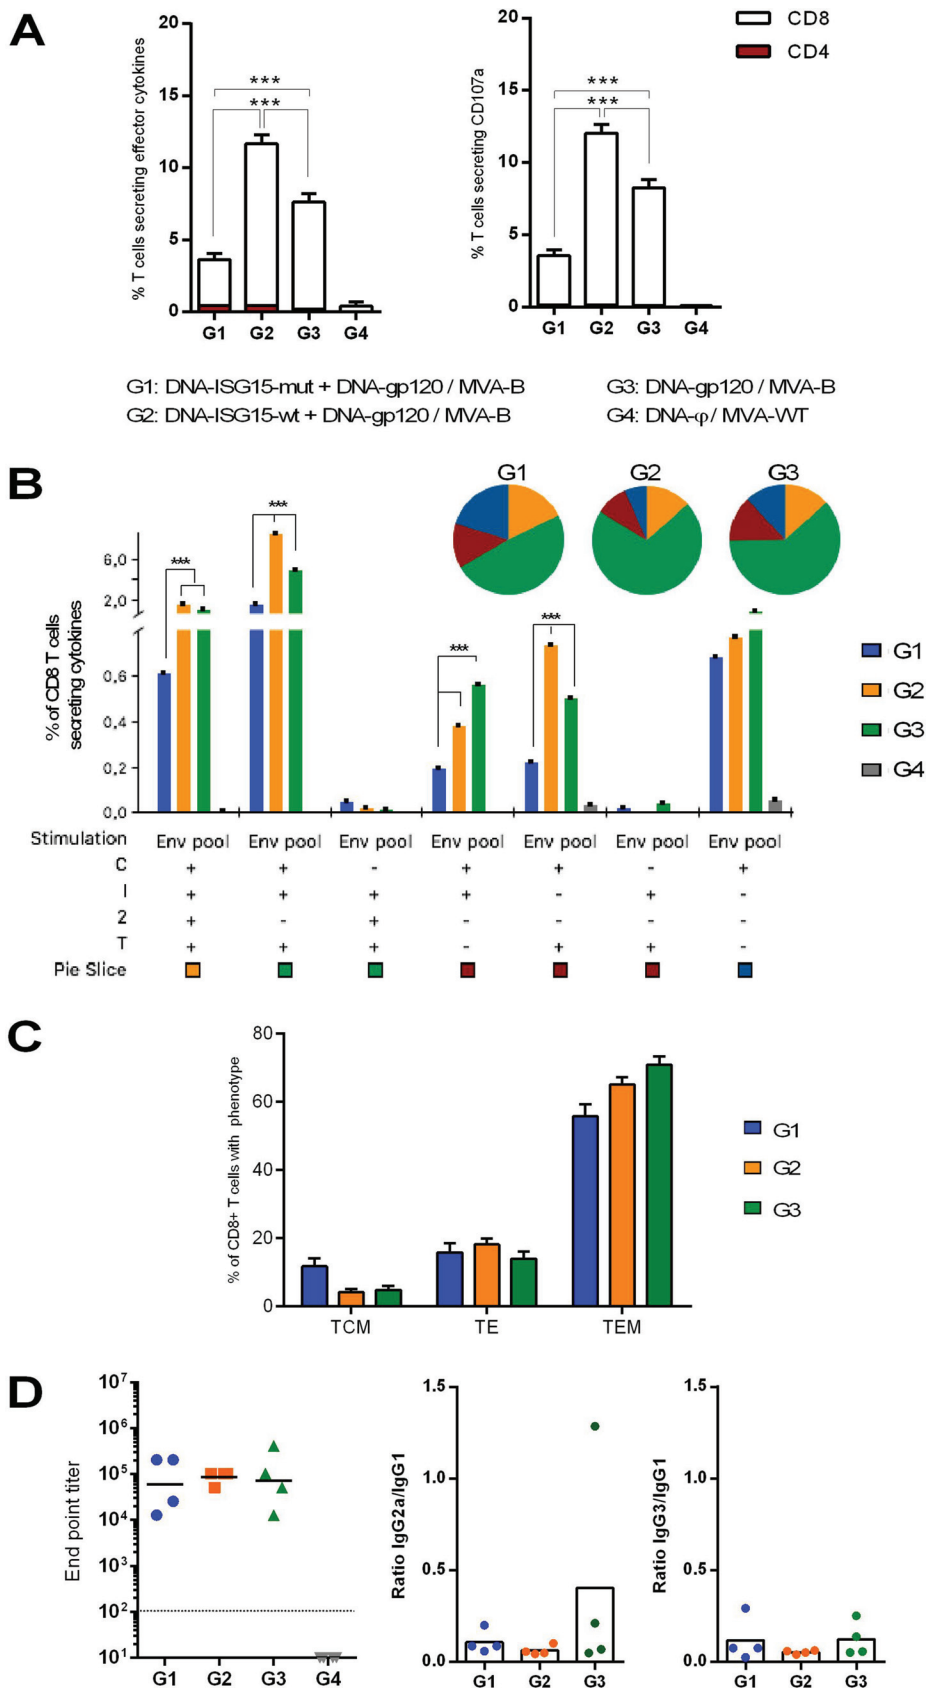 A
CD8
CD4
% T cells secreting effector cytokines
20
15
10
5
0
***
***
G1 G2 G3 G4
% T cells secreting CD107a
20
15
10
5
0
***
***
G1 G2 G3 G4
G1: DNA-ISG15-mut + DNA-gp120 / MVA-B
G3: DNA-gp120 / MVA-B
G2: DNA-ISG15-wt + DNA-gp120 / MVA-B
G4: DNA-φ / MVA-WT
B
G1 G2 G3
% of CD8 T cells
secreting cytokines
6,0
2,0
0,6
0,4
0,2
0,0
***
***
***
***
G1
G2
G3
G4
Stimulation Env pool Env pool Env pool Env pool Env pool Env pool Env pool
C + + - + + - +
I + + + + - + -
2 + - + - - - -
T + + + - + + -
Pie Slice
C
% of CD8+ T cells with phenotype
80
60
40
20
0
TCM TE TEM
G1
G2
G3
D
End point titer
10⁷
10⁶
10⁵
10⁴
10³
10²
10¹
G1 G2 G3 G4
Ratio IgG2a/IgG1
1.5
1.0
0.5
0.0
G1 G2 G3
Ratio IgG3/IgG1
1.5
1.0
0.5
0.0
G1 G2 G3